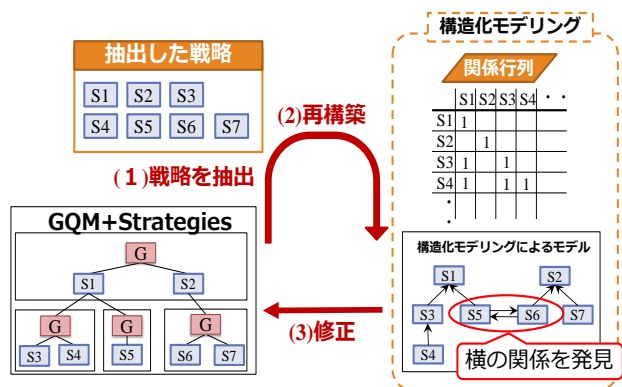 抽出した戦略
S1 S2 S3
S4 S5 S6 S7
(1)戦略を抽出
(2)再構築
GQM+Strategies
G
S1 S2
G G G
S3 S4 S5 S6 S7
(3)修正
構造化モデリング
関係行列
S1 S2 S3 S4 ・・
S1 1
S2 1
S3 1 1
S4 1 1 1
・
・
構造化モデリングによるモデル
S1 S2
S3 S5 S6 S7
S4
横の関係を発見